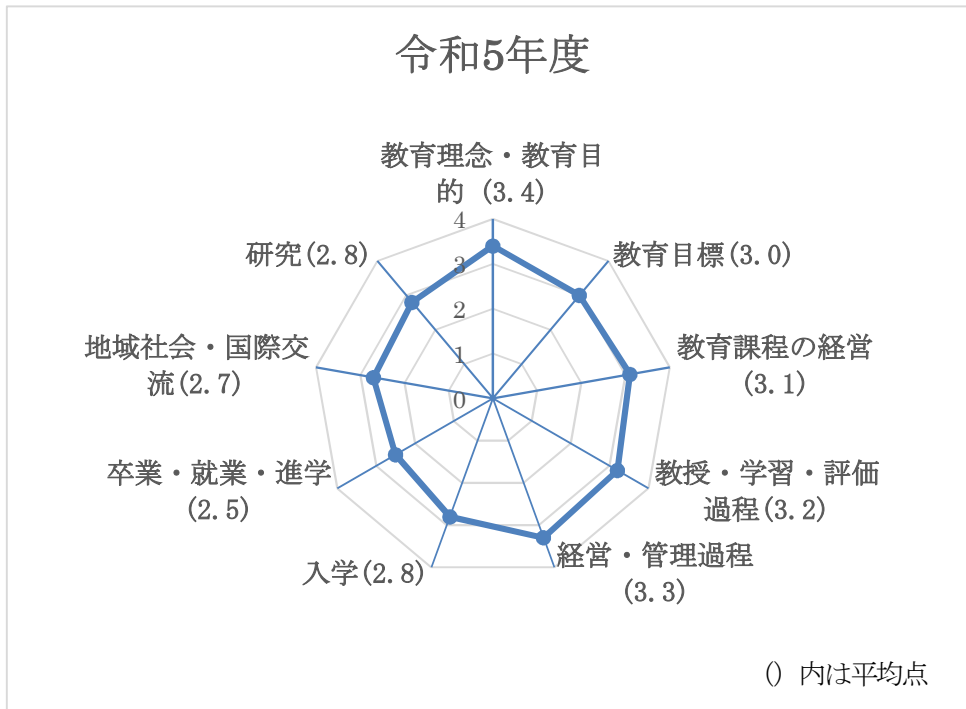 令和5年度
教育理念・教育目
的 (3.4)
教育目標(3.0)
教育課程の経営
(3.1)
教授・学習・評価
過程(3.2)
経営・管理過程
(3.3)
入学(2.8)
卒業・就業・進学
(2.5)
地域社会・国際交
流(2.7)
研究(2.8)
4
3
2
1
0
() 内は平均点